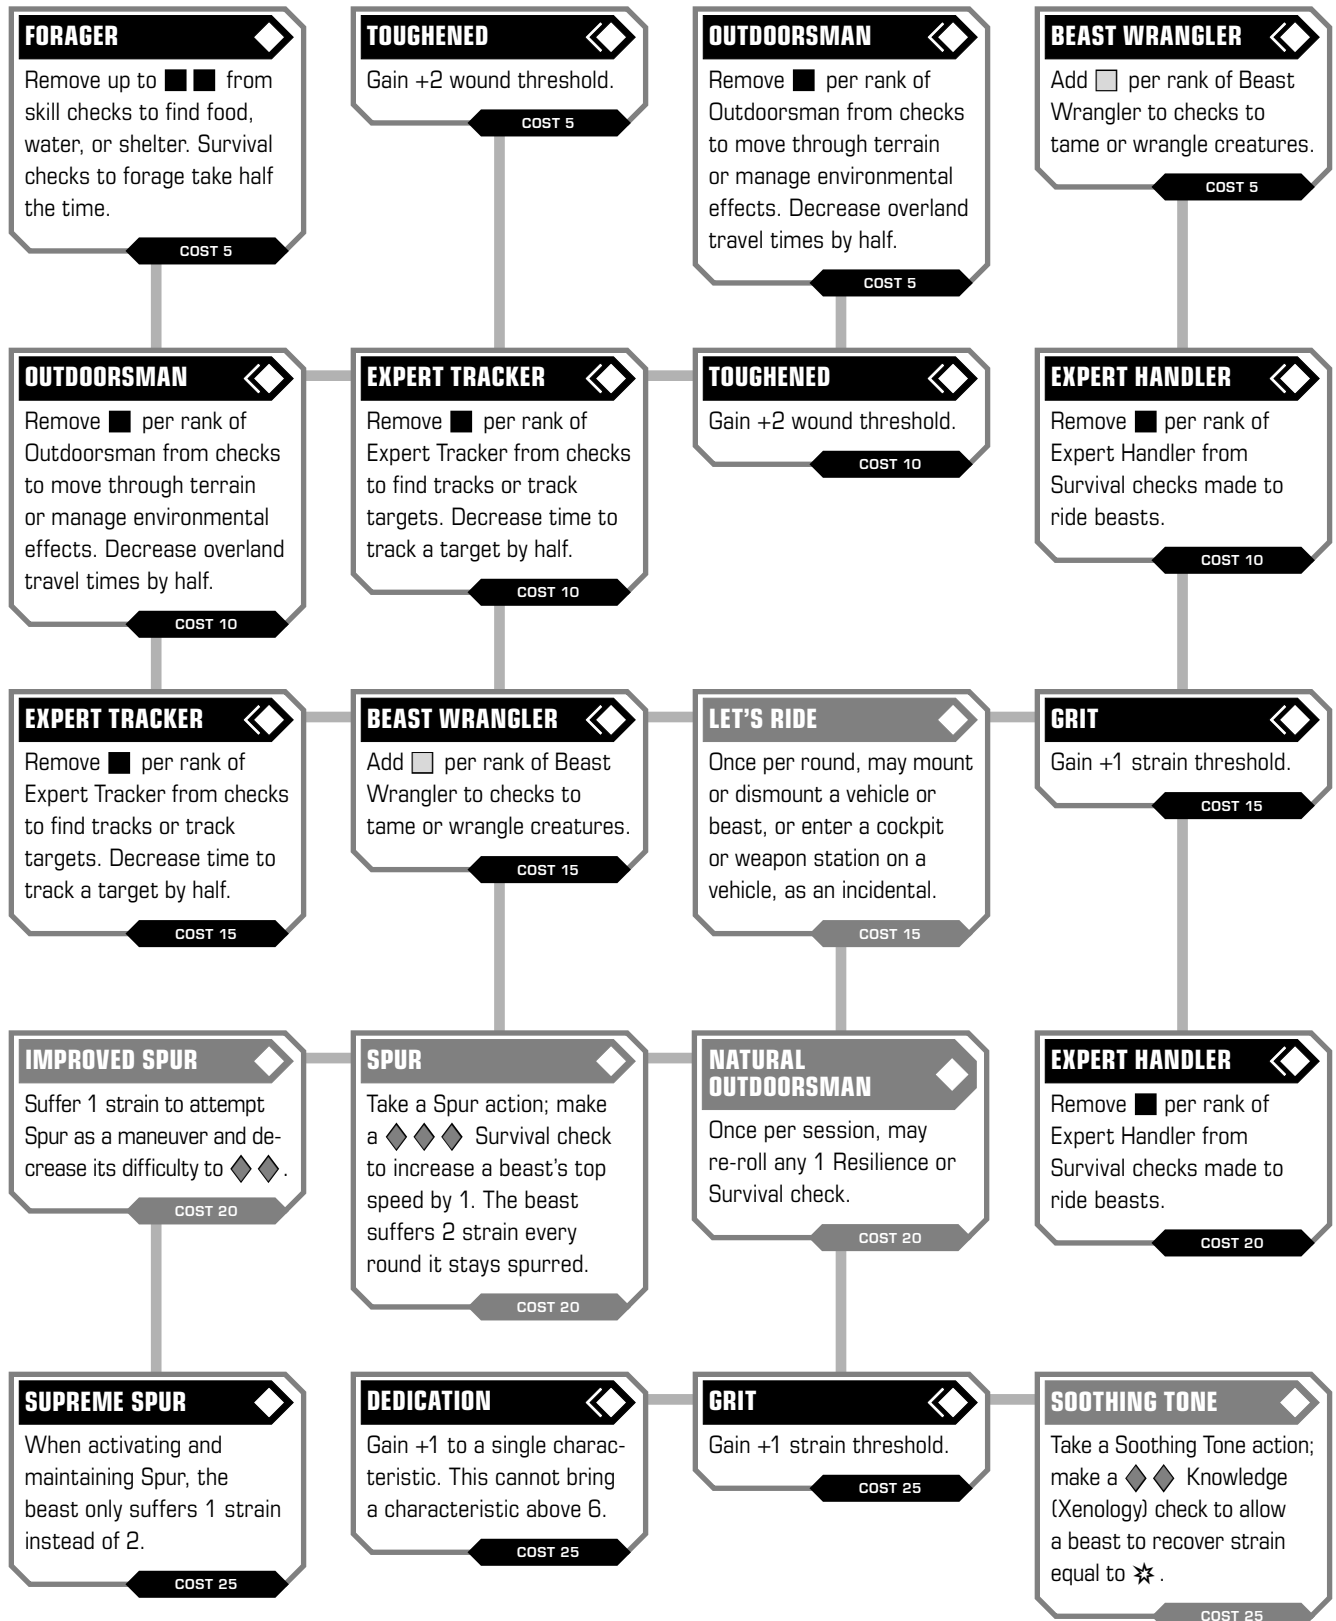 FORAGER
Remove up to from
skill checks to find food,
water, or shelter. Survival
checks to forage take half
the time.
COST 5
TOUGHENED
Gain +2 wound threshold.
COST 5
OUTDOORSMAN
Remove per rank of
Outdoorsman from checks
to move through terrain
or manage environmental
effects. Decrease overland
travel times by half.
COST 5
BEAST WRANGLER
Add per rank of Beast
Wrangler to checks to
tame or wrangle creatures.
COST 5
OUTDOORSMAN
Remove per rank of
Outdoorsman from checks
to move through terrain
or manage environmental
effects. Decrease overland
travel times by half.
COST 10
EXPERT TRACKER
Remove per rank of
Expert Tracker from checks
to find tracks or track
targets. Decrease time to
track a target by half.
COST 10
TOUGHENED
Gain +2 wound threshold.
COST 10
EXPERT HANDLER
Remove per rank of
Expert Handler from
Survival checks made to
ride beasts.
COST 10
EXPERT TRACKER
Remove per rank of
Expert Tracker from checks
to find tracks or track
targets. Decrease time to
track a target by half.
COST 15
BEAST WRANGLER
Add per rank of Beast
Wrangler to checks to
tame or wrangle creatures.
COST 15
LET'S RIDE
Once per round, may mount
or dismount a vehicle or
beast, or enter a cockpit
or weapon station on a
vehicle, as an incidental.
COST 15
GRIT
Gain +1 strain threshold.
COST 15
IMPROVED SPUR
Suffer 1 strain to attempt
Spur as a maneuver and de-
crease its difficulty to .
COST 20
SPUR
Take a Spur action; make
a Survival check
to increase a beast's top
speed by 1. The beast
suffers 2 strain every
round it stays spurred.
COST 20
NATURAL
OUTDOORSMAN
Once per session, may
re-roll any 1 Resilience or
Survival check.
COST 20
EXPERT HANDLER
Remove per rank of
Expert Handler from
Survival checks made to
ride beasts.
COST 20
SUPREME SPUR
When activating and
maintaining Spur, the
beast only suffers 1 strain
instead of 2.
COST 25
DEDICATION
Gain +1 to a single charac-
teristic. This cannot bring
a characteristic above 6.
COST 25
GRIT
Gain +1 strain threshold.
COST 25
SOOTHING TONE
Take a Soothing Tone action;
make a Knowledge
(Xenology) check to allow
a beast to recover strain
equal to .
COST 25